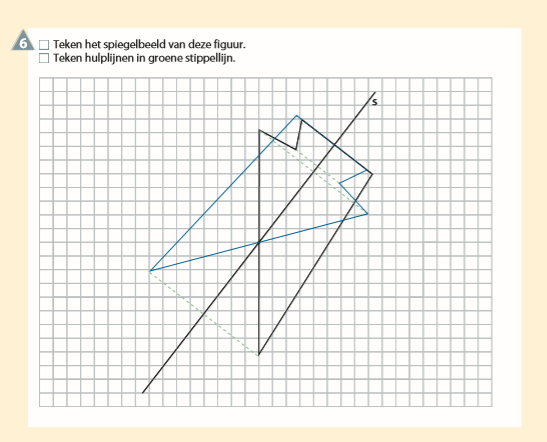 6 Teken het spiegelbeeld van deze figuur.
Teken hulplijnen in groene stippellijn.
s